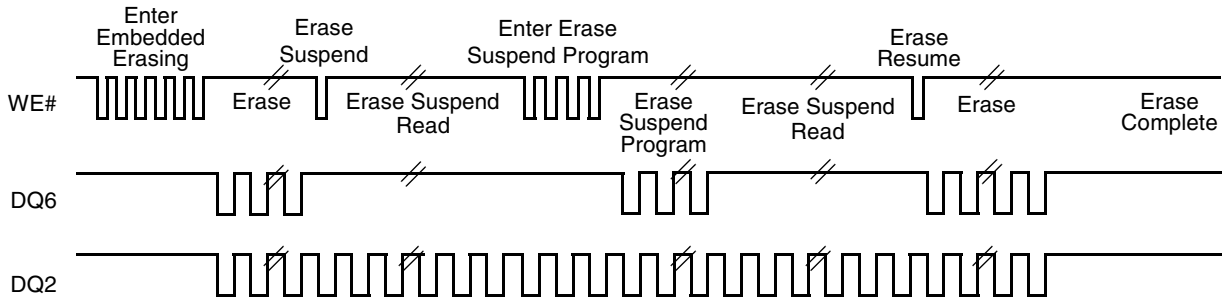 Enter
Embedded
Erasing
Erase
Suspend
Enter Erase
Suspend Program
Erase
Resume
WE#
Erase
Erase Suspend
Read
Erase
Suspend
Program
Erase Suspend
Read
Erase
Erase
Complete
DQ6
DQ2